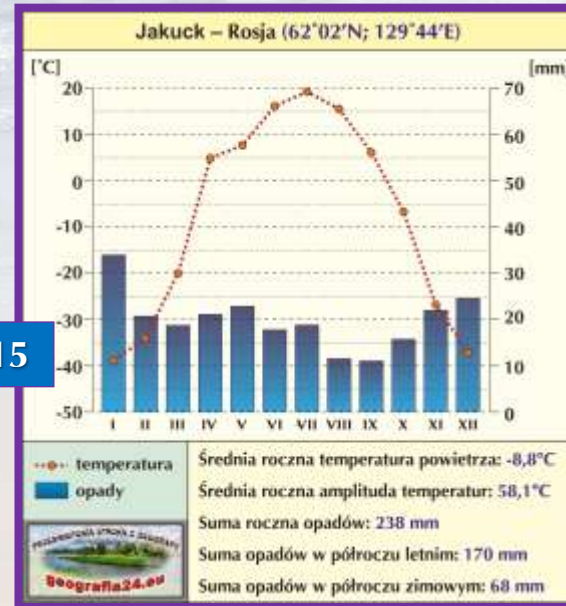 Jakuck – Rosja (62°02′N; 129°44′E)
[°C] [mm]
20 70
10 60
0 50
-10 40
-20 30
-30 20
15
-40 10
-50 0
I II III IV V VI VII VIII IX X XI XII
temperatura
opady
Średnia roczna temperatura powietrza: -8,8°C
Średnia roczna amplituda temperatur: 58,1°C
Suma roczna opadów: 238 mm
Suma opadów w półroczu letnim: 170 mm
Suma opadów w półroczu zimowym: 68 mm
geografia24.eu